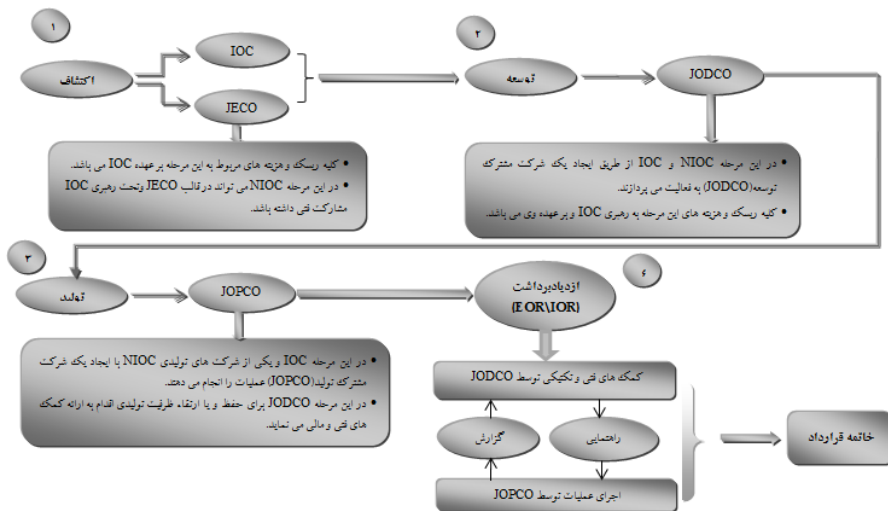 ۱
اکتشاف
IOC
JECO
• کلیه ریسک و هزینه های مربوط به این مرحله بر عهده IOC می باشد.
• در این مرحله NIOC می تواند در قالب JECO وتحت رهبری IOC
مشارکت فنی داشته باشد.
۲
توسعه
JODCO
• در این مرحله NIOC و IOC از طریق ایجاد یک شرکت مشترک
توسعه(JODCO) به فعالیت می پردازند.
• کلیه ریسک و هزینه های این مرحله به رهبری IOC و بر عهده وی می باشد.
۳
تولید
JOPCO
• در این مرحله IOC و یکی از شرکت های تولیدی NIOC با ایجاد یک شرکت
مشترک تولید(JOPCO) عملیات را انجام می دهند.
• در این مرحله JODCO برای حفظ و یا ارتقاء ظرفیت تولیدی اقدام به ارائه کمک
های فنی و مالی می نماید.
۶
ازدیادبرداشت
(EOR\IOR)
کمک های فنی و تکنیکی توسط JODCO
گزارش
راهنمایی
اجرای عملیات توسط JOPCO
خاتمه قرارداد